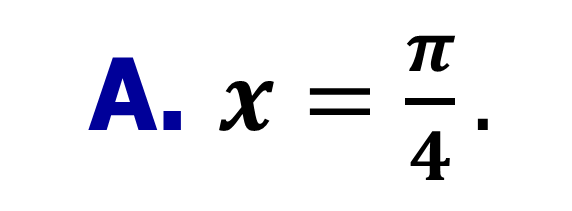 A. x = π/4.